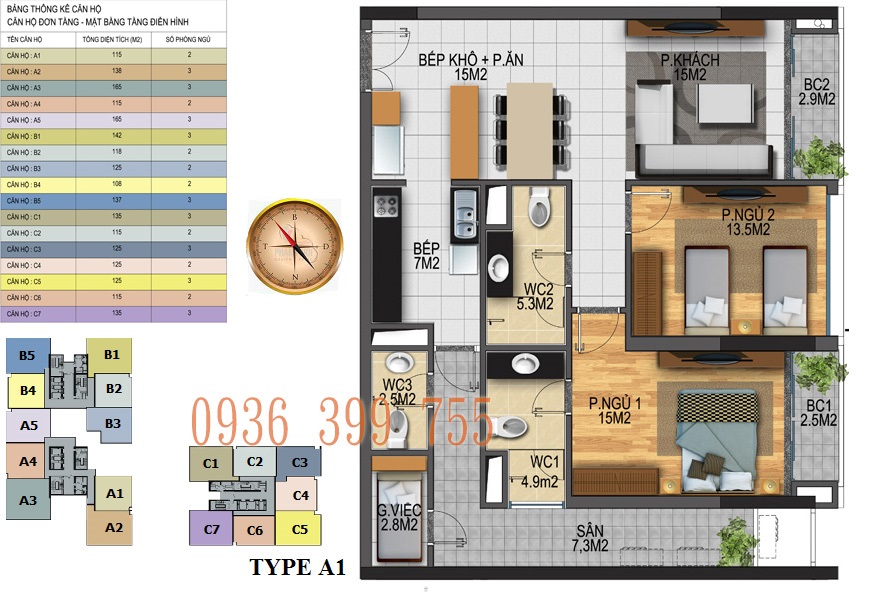 BẢNG THỐNG KÊ CĂN HỘ
CĂN HỘ ĐƠN TẦNG - MẶT BẰNG TẦNG ĐIỂN HÌNH
TÊN CĂN HỘ TỔNG DIỆN TÍCH (M2) SỐ PHÒNG NGỦ
CĂN HỘ : A1 115 2
CĂN HỘ : A2 138 3
CĂN HỘ : A3 165 3
CĂN HỘ : A4 115 2
CĂN HỘ : A5 165 3
CĂN HỘ : B1 142 3
CĂN HỘ : B2 118 2
CĂN HỘ : B3 125 2
CĂN HỘ : B4 108 2
CĂN HỘ : B5 137 3
CĂN HỘ : C1 135 3
CĂN HỘ : C2 115 2
CĂN HỘ : C3 125 3
CĂN HỘ : C4 125 2
CĂN HỘ : C5 125 3
CĂN HỘ : C6 115 2
CĂN HỘ : C7 135 3
B
T Đ
N
B5 B1
B4 B2
A5 B3
A4
A3 A1
A2
C1 C2 C3
C4
C7 C6 C5
TYPE A1
BẾP KHÔ + P.ĂN
15M2
P.KHÁCH
15M2
BC2
2.9M2
P.NGỦ 2
13.5M2
BẾP
7M2
WC2
5.3M2
WC3
2.5M2
P.NGỦ 1
15M2
BC1
2.5M2
0936 399 755
WC1
4.9m2
G.VIỆC
2.8M2
SÂN
7,3M2